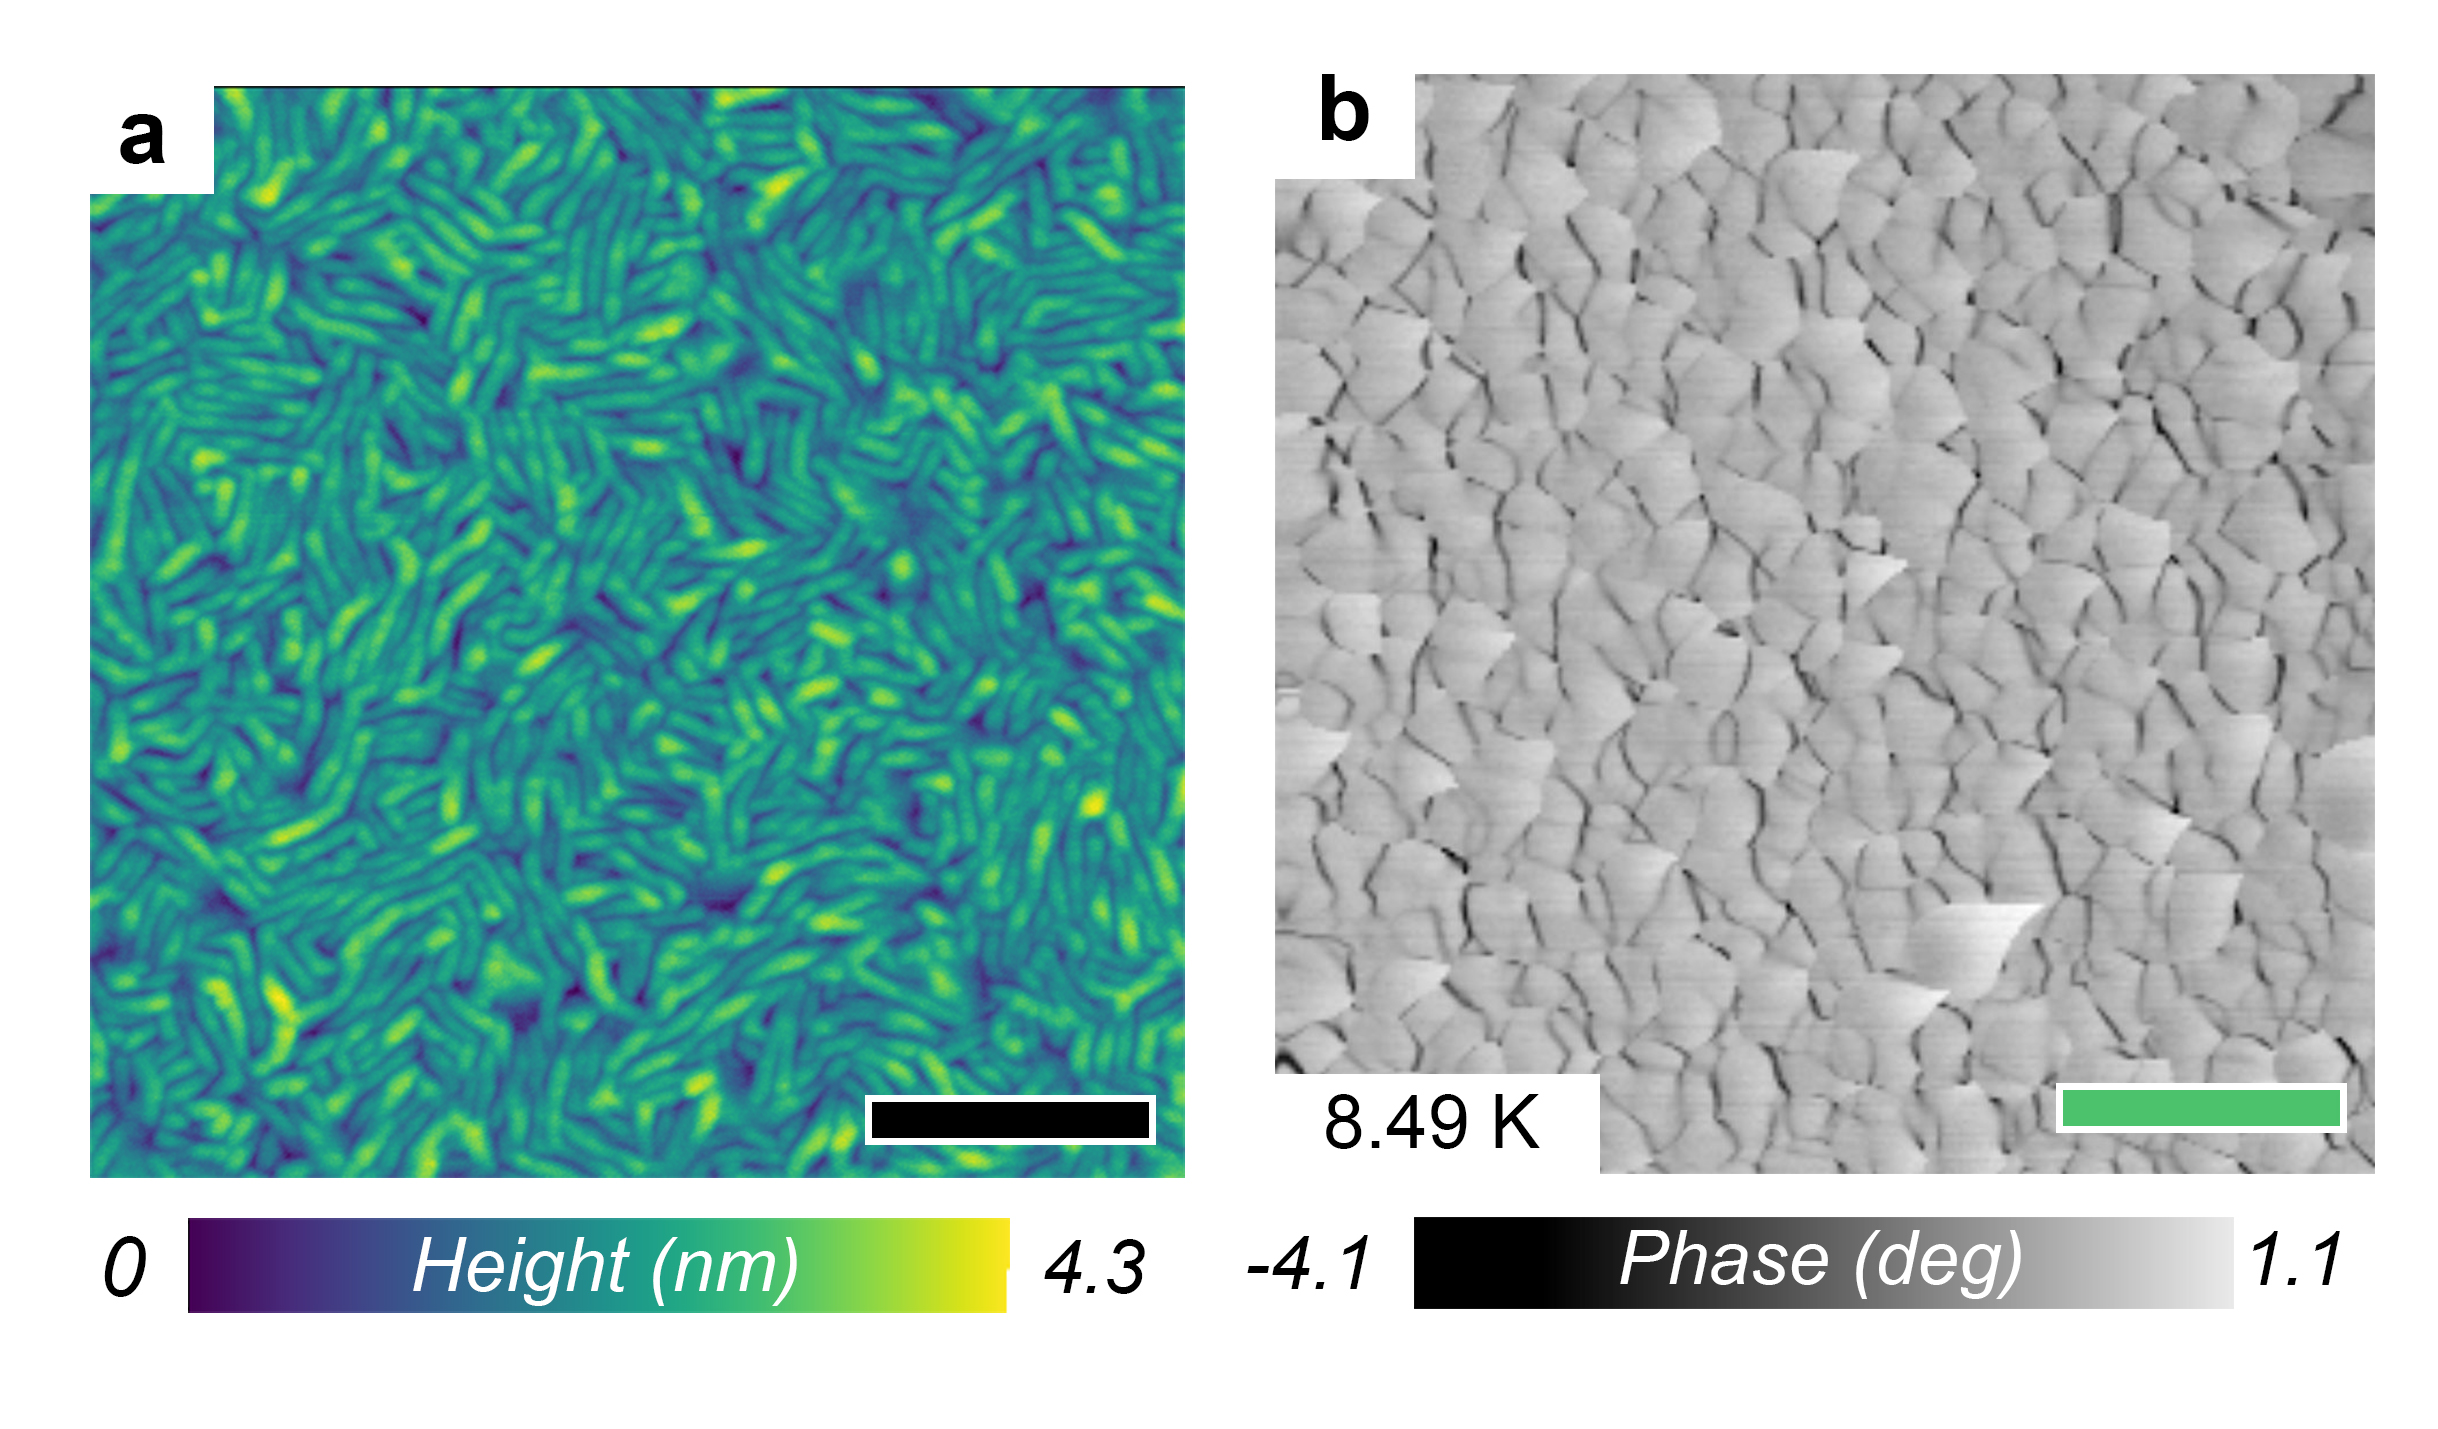 a
b
8.49 K
0 Height (nm) 4.3
-4.1 Phase (deg) 1.1